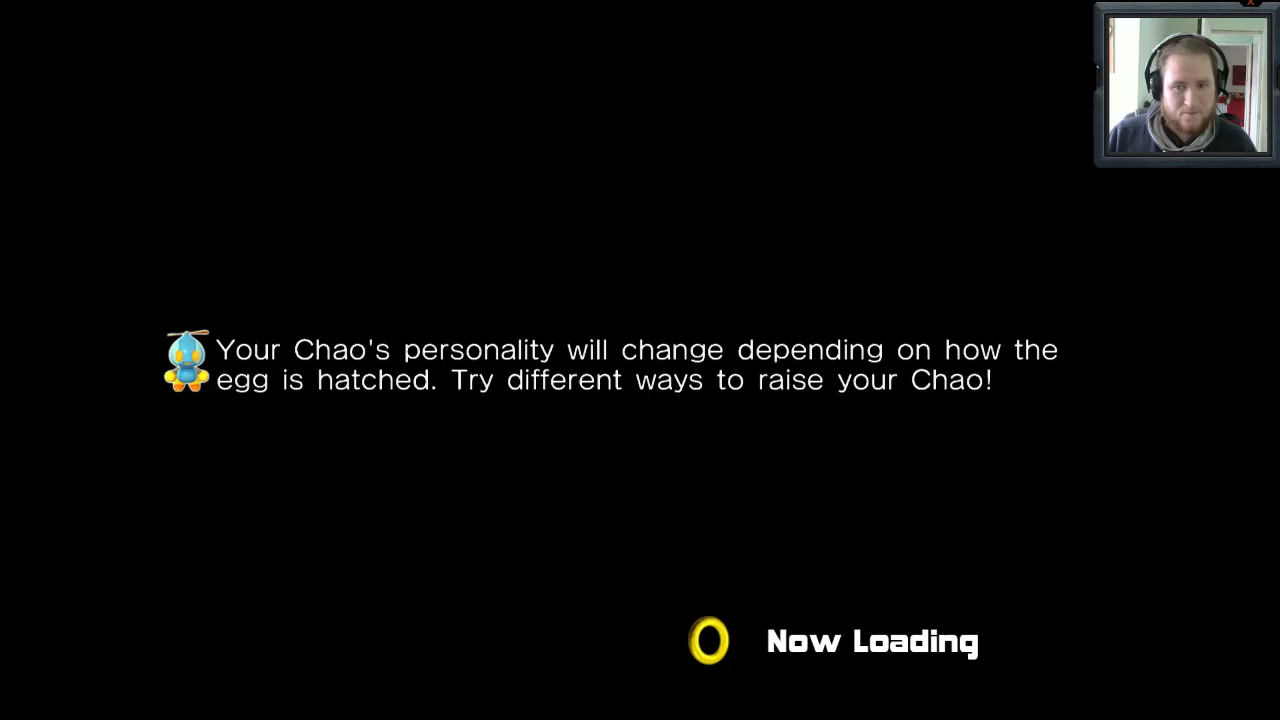 Your Chao's personality will change depending on how the
egg is hatched. Try different ways to raise your Chao!
Now Loading